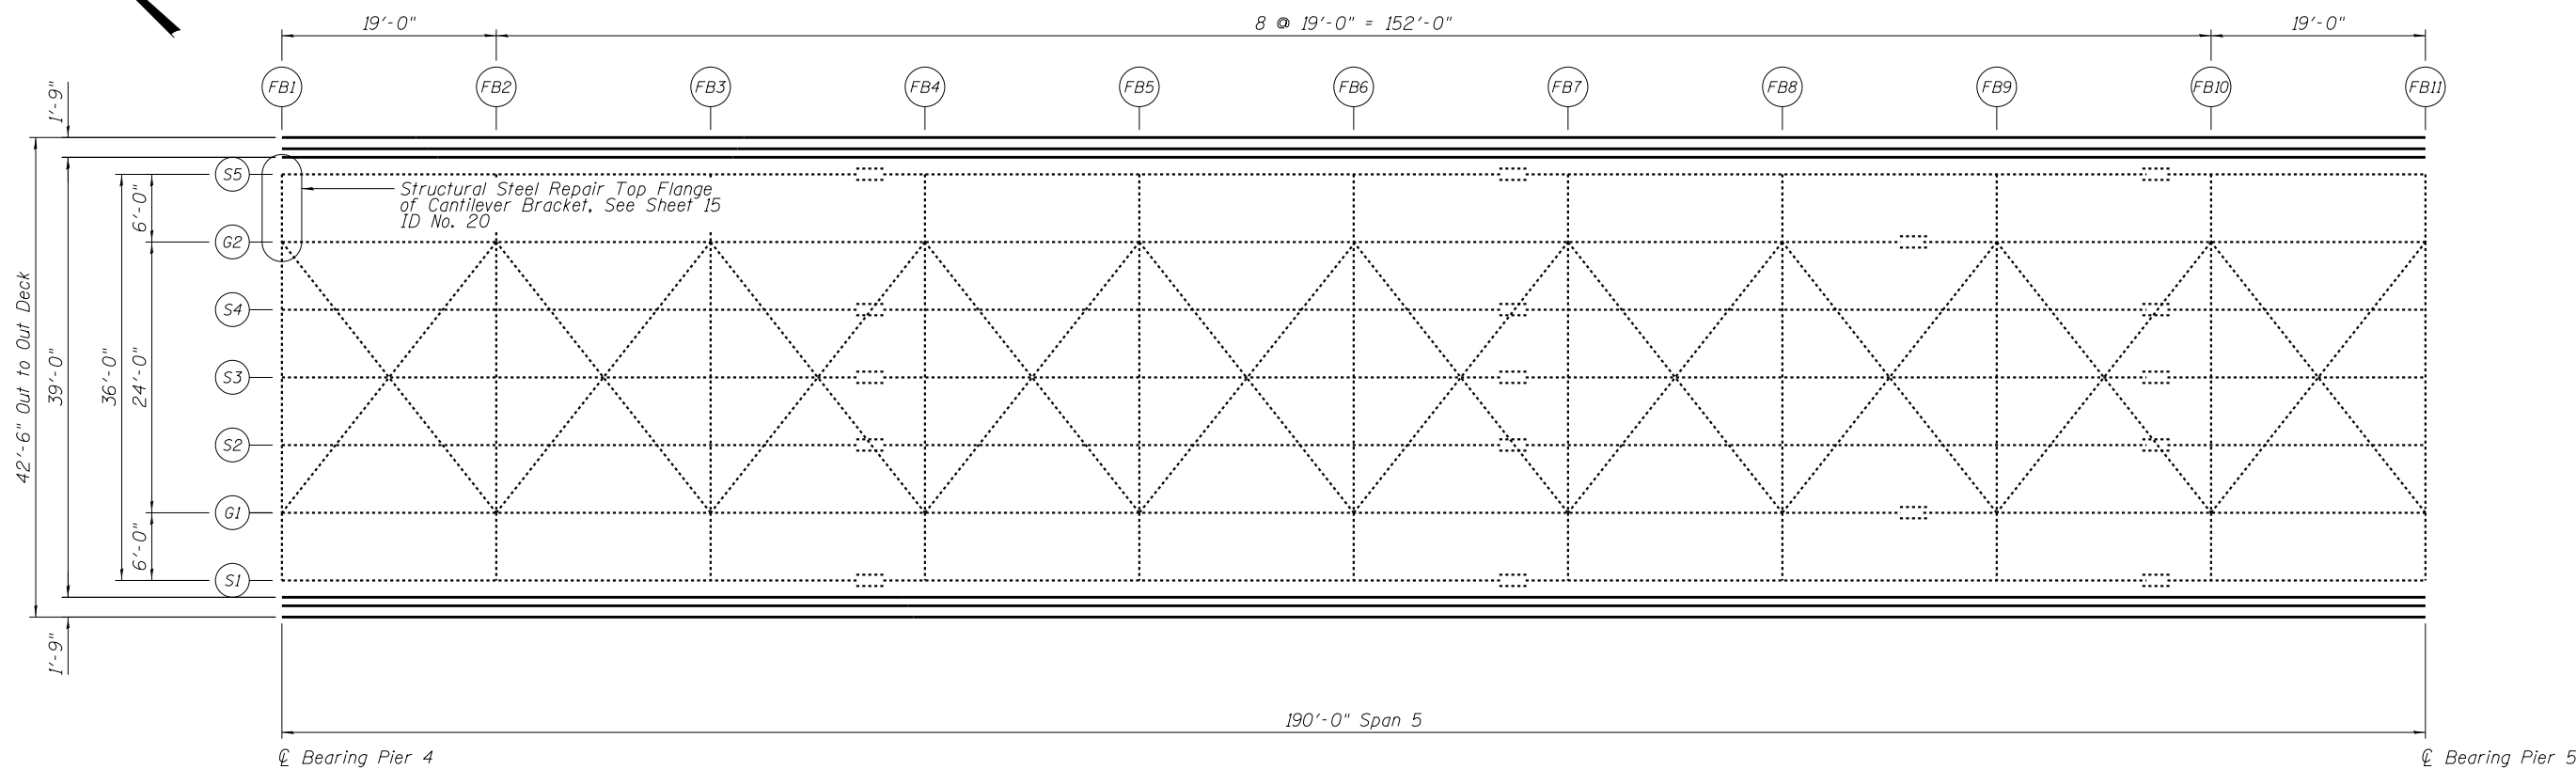 19'-0"
8 @ 19'-0" = 152'-0"
19'-0"
FB1
FB2
FB3
FB4
FB5
FB6
FB7
FB8
FB9
FB10
FB11
1'-9"
S5
G2
S4
S3
S2
G1
S1
Structural Steel Repair Top Flange
of Cantilever Bracket, See Sheet 15
ID No. 20
6'-0"
24'-0"
6'-0"
36'-0"
39'-0"
42'-6" Out to Out Deck
1'-9"
190'-0" Span 5
℄ Bearing Pier 4
℄ Bearing Pier 5